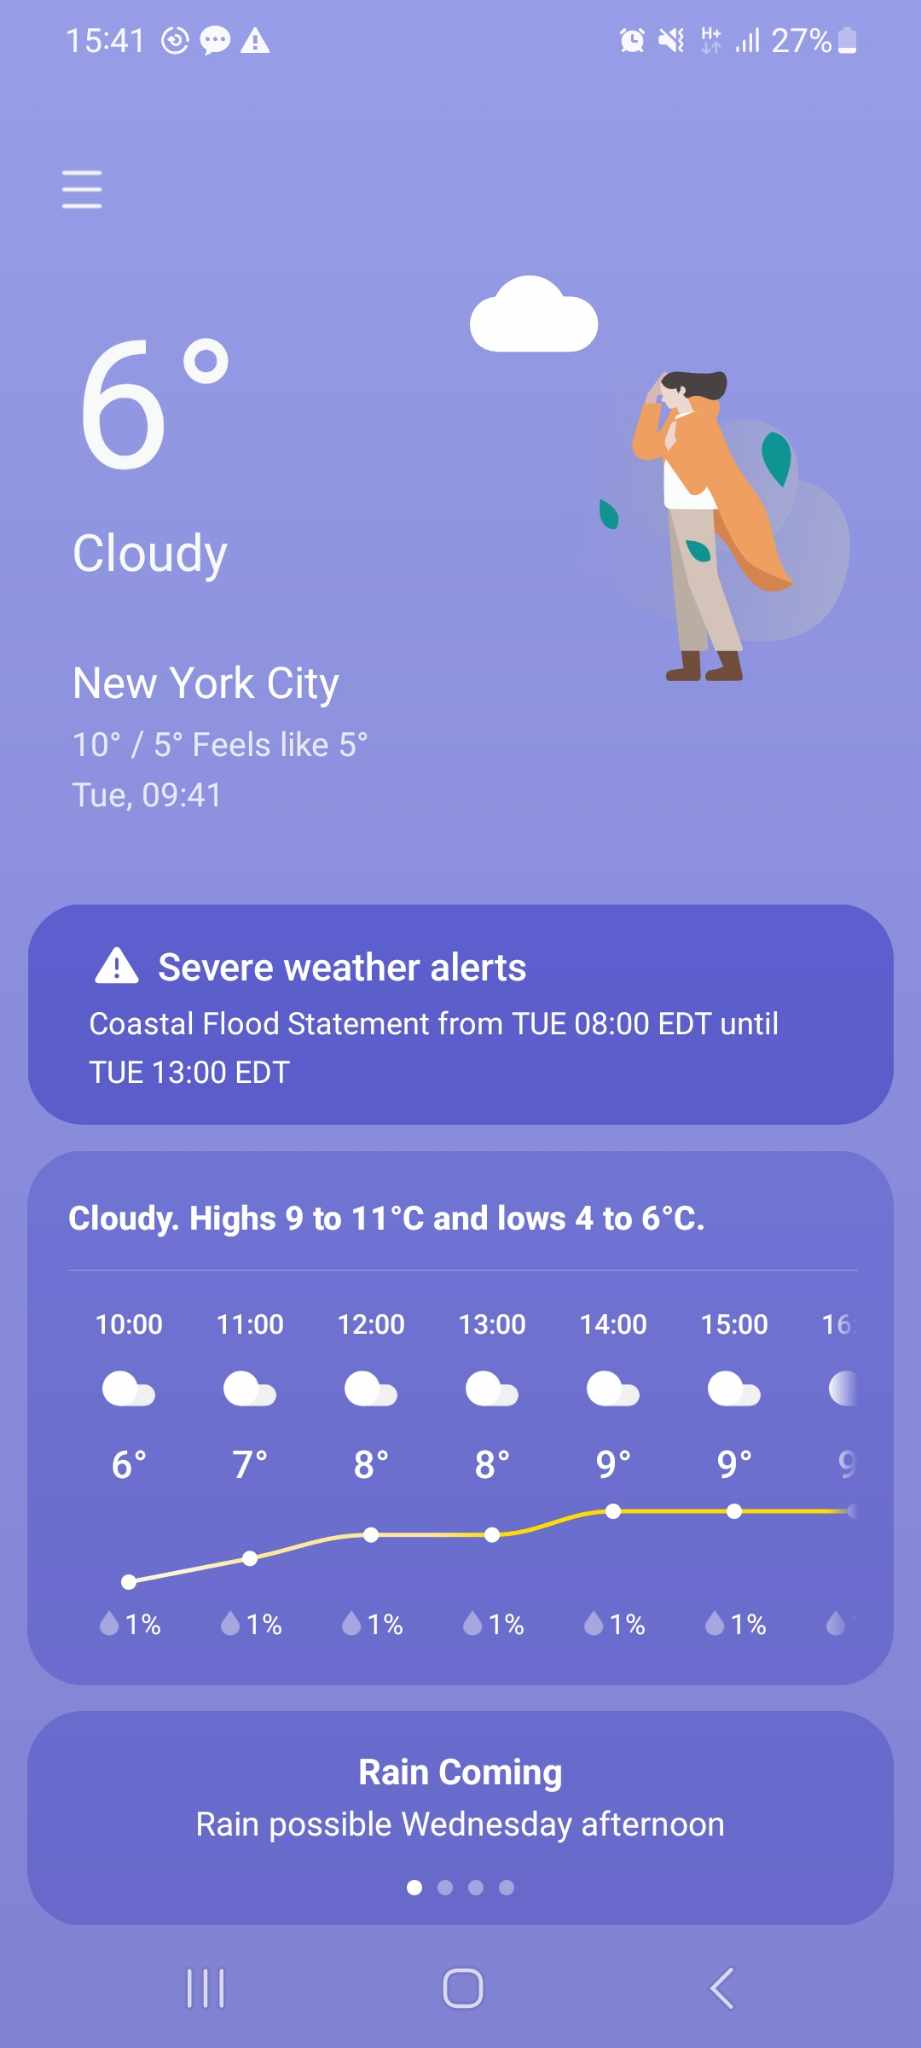 15:41 H+ 27%
6°
Cloudy
New York City
10° / 5° Feels like 5°
Tue, 09:41
Severe weather alerts
Coastal Flood Statement from TUE 08:00 EDT until
TUE 13:00 EDT
Cloudy. Highs 9 to 11°C and lows 4 to 6°C.
10:00 11:00 12:00 13:00 14:00 15:00 16
6° 7° 8° 8° 9° 9° 9
1% 1% 1% 1% 1% 1%
Rain Coming
Rain possible Wednesday afternoon